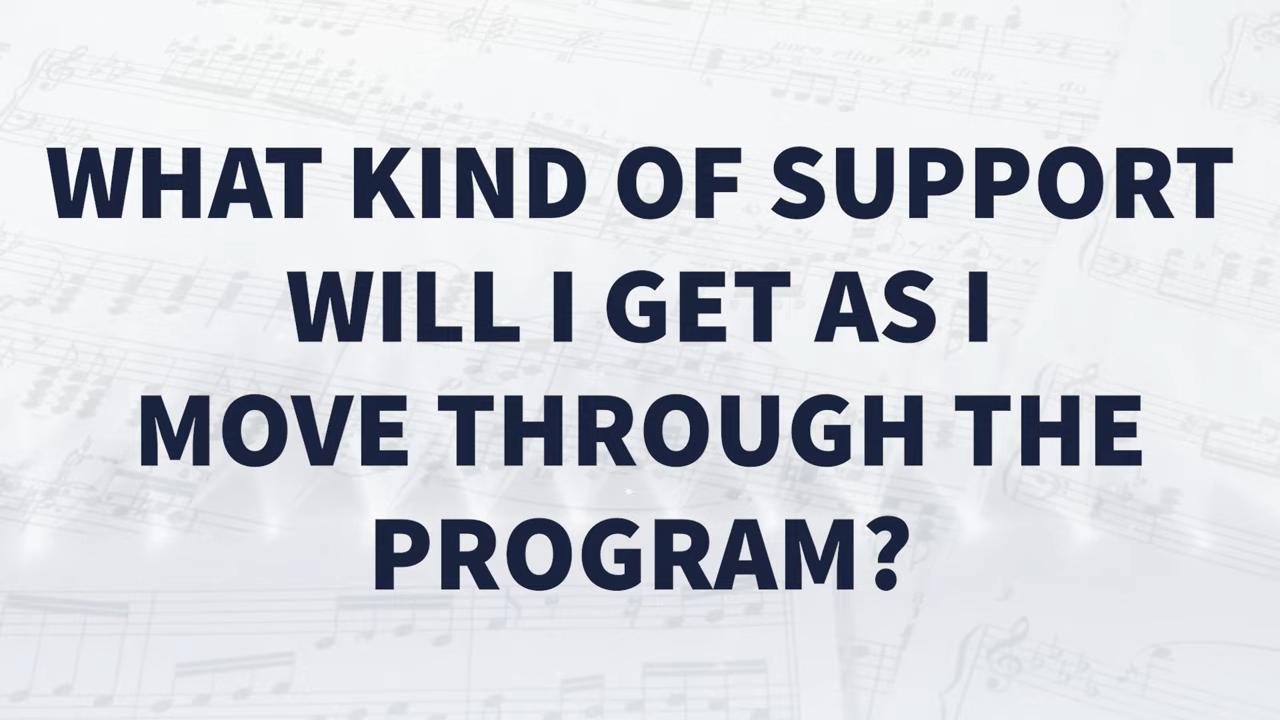 WHAT KIND OF SUPPORT
WILL I GET AS I
MOVE THROUGH THE
PROGRAM?